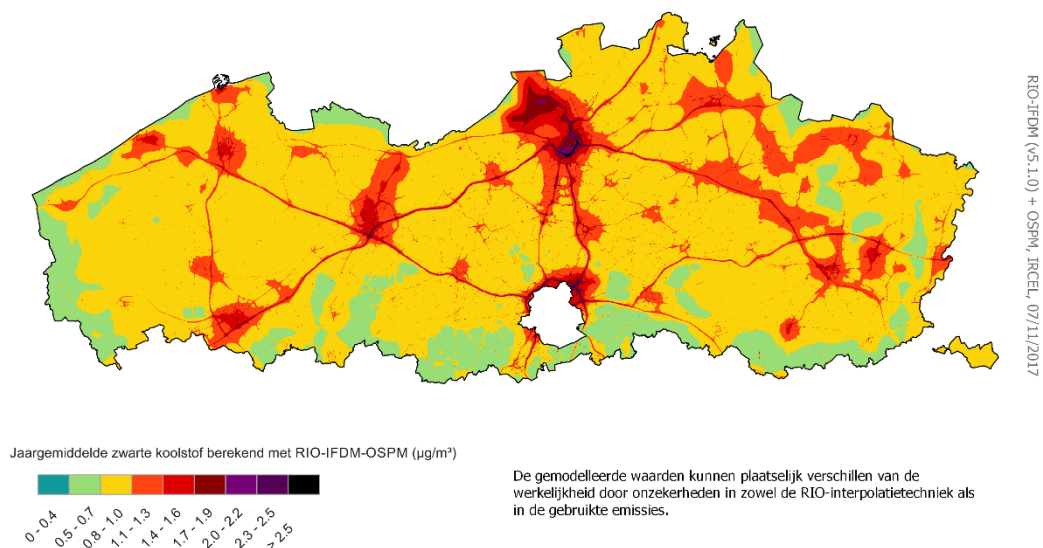 RIO-IFDM (v5.1.0) + OSPM, IRCEL, 07/11/2017
Jaargemiddelde zwarte koolstof berekend met RIO-IFDM-OSPM (µg/m³)
0 - 0.4
0.5 - 0.7
0.8 - 1.0
1.1 - 1.3
1.4 - 1.6
1.7 - 1.9
2.0 - 2.2
2.3 - 2.5
> 2.5
De gemodelleerde waarden kunnen plaatselijk verschillen van de
werkelijkheid door onzekerheden in zowel de RIO-interpolatietechniek als
in de gebruikte emissies.